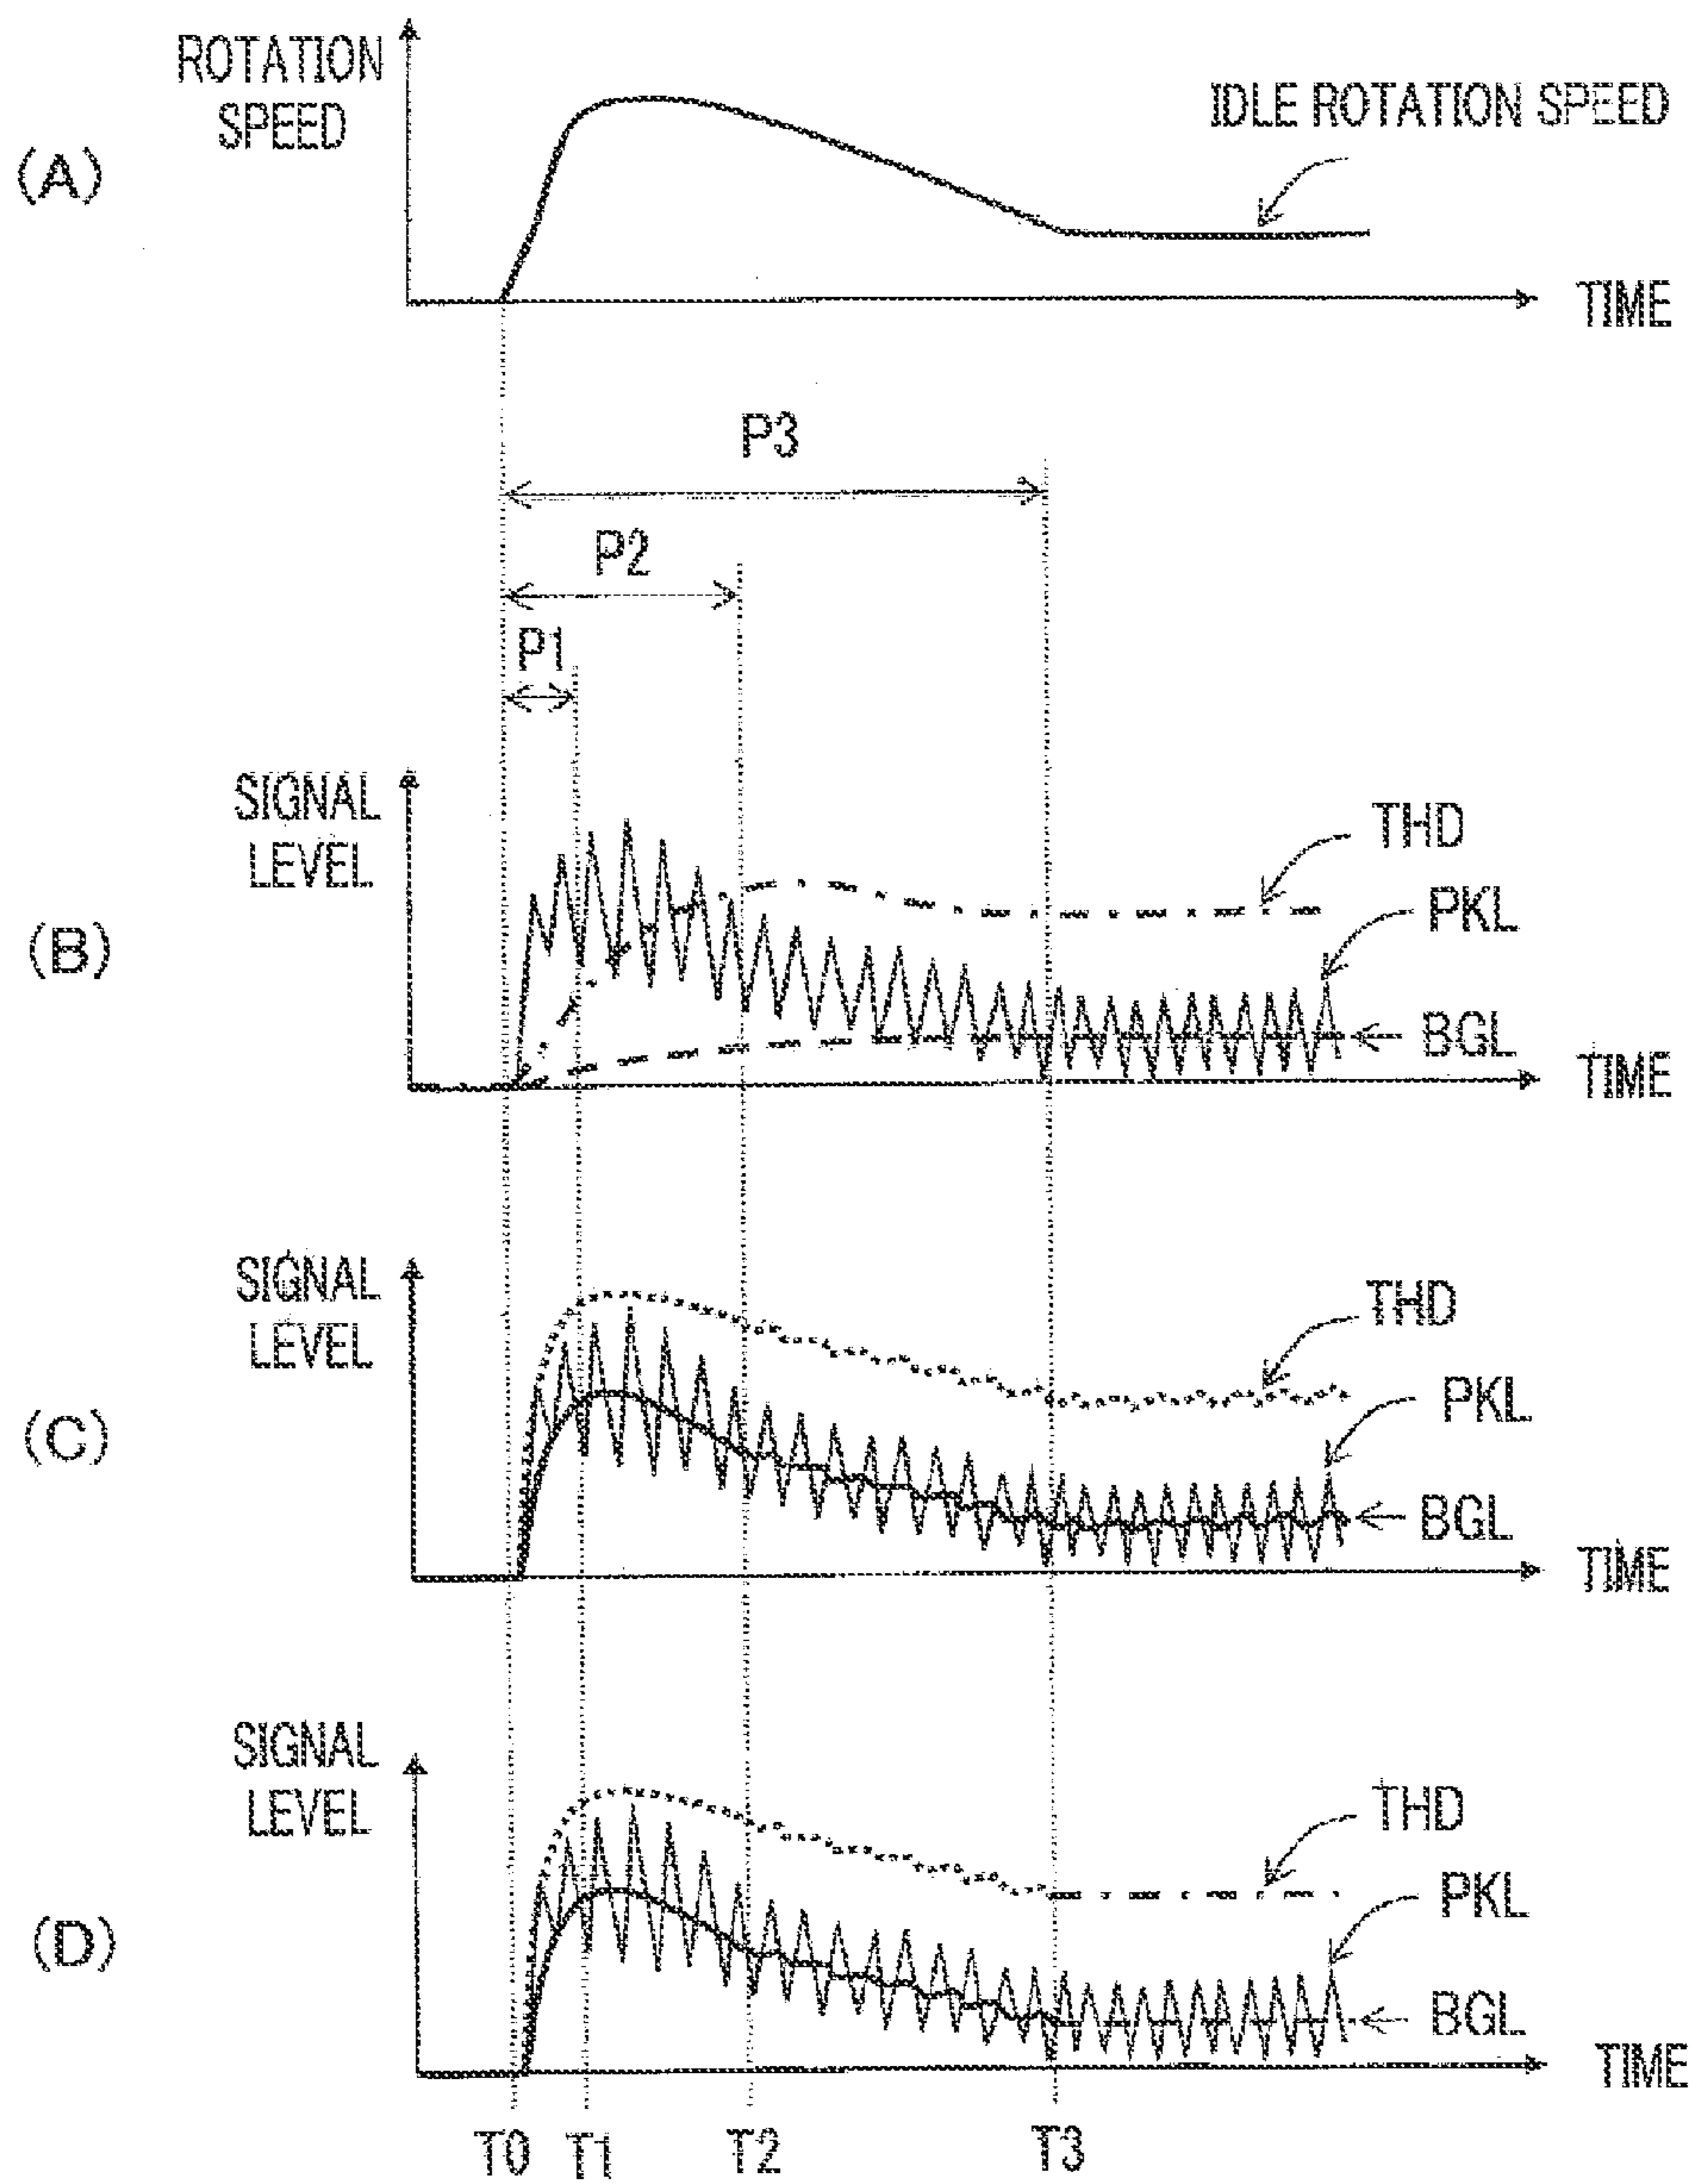 ROTATION
SPEED
IDLE ROTATION SPEED
(A)
TIME
P3
P2
P1
SIGNAL
LEVEL
THD
PKL
(B)
BGL
TIME
SIGNAL
LEVEL
THD
PKL
(C)
BGL
TIME
SIGNAL
LEVEL
THD
PKL
(D)
BGL
TIME
T0 T1 T2 T3